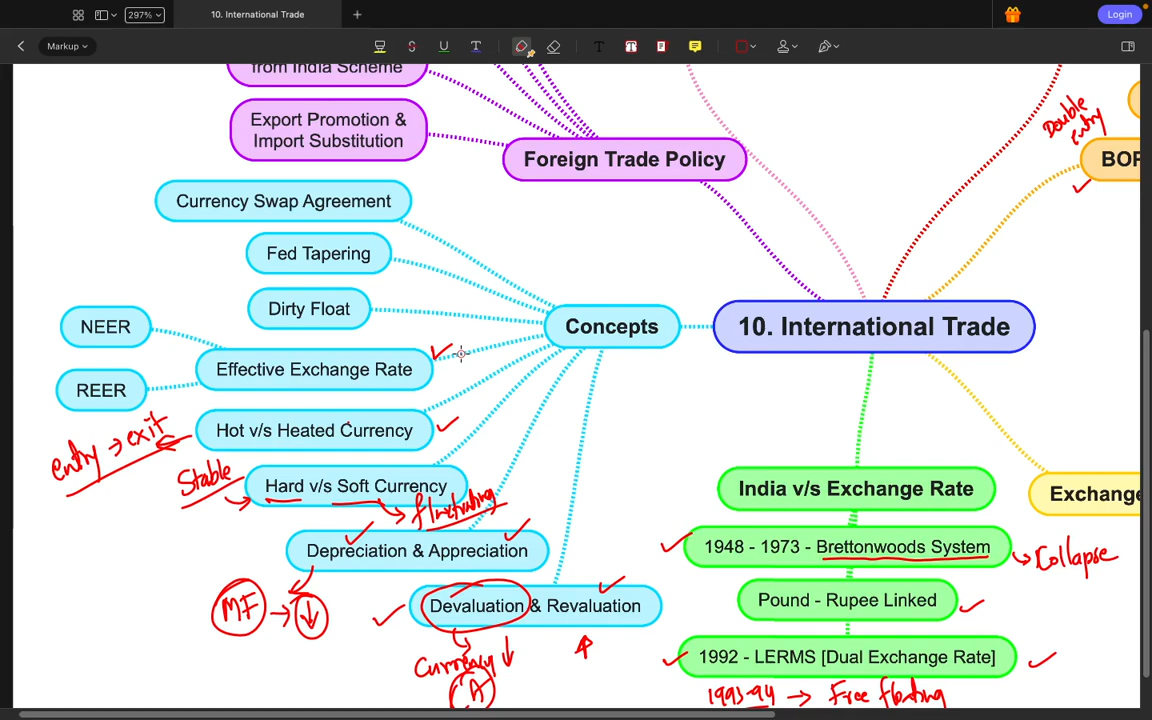 297%
10. International Trade
Login
Markup
from India Scheme
Export Promotion &
Import Substitution
Foreign Trade Policy
Double
entry
BOP
Currency Swap Agreement
Fed Tapering
Dirty Float
Concepts
10. International Trade
NEER
Effective Exchange Rate
REER
Hot v/s Heated Currency
entry → exit
Stable
Hard v/s Soft Currency
fluctuating
Depreciation & Appreciation
MF → ↓
Devaluation & Revaluation
Currency ↓
A
India v/s Exchange Rate
1948 - 1973 - Brettonwoods System
Collapse
Pound - Rupee Linked
1992 - LERMS [Dual Exchange Rate]
1993-94 → Free floating
Exchange